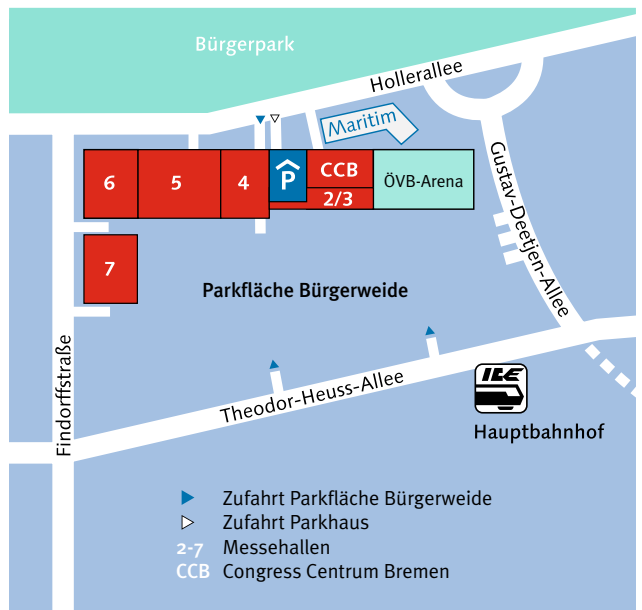 Bürgerpark
Hollerallee
Maritim
6
5
4
P
CCB
2/3
ÖVB-Arena
Gustav-Deetjen-Allee
7
Parkfläche Bürgerweide
Findorffstraße
Theodor-Heuss-Allee
ICE
Hauptbahnhof
Zufahrt Parkfläche Bürgerweide
Zufahrt Parkhaus
2-7 Messehallen
CCB Congress Centrum Bremen